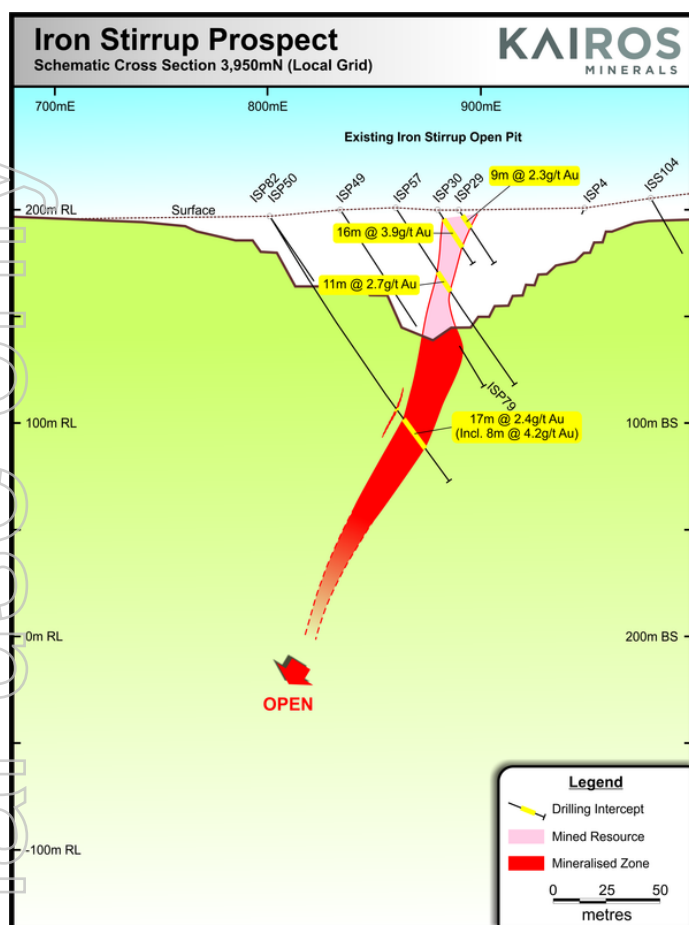 Iron Stirrup Prospect
Schematic Cross Section 3,950mN (Local Grid)
KAIROS
MINERALS
700mE
800mE
900mE
Existing Iron Stirrup Open Pit
ISP82
ISP50
ISP49
ISP57
ISP30
ISP29
9m @ 2.3g/t Au
ISP4
ISS104
200m RL
Surface
16m @ 3.9g/t Au
11m @ 2.7g/t Au
ISP79
100m RL
17m @ 2.4g/t Au
(Incl. 8m @ 4.2g/t Au)
100m BS
0m RL
200m BS
OPEN
-100m RL
Legend
Drilling Intercept
Mined Resource
Mineralised Zone
0 25 50
metres